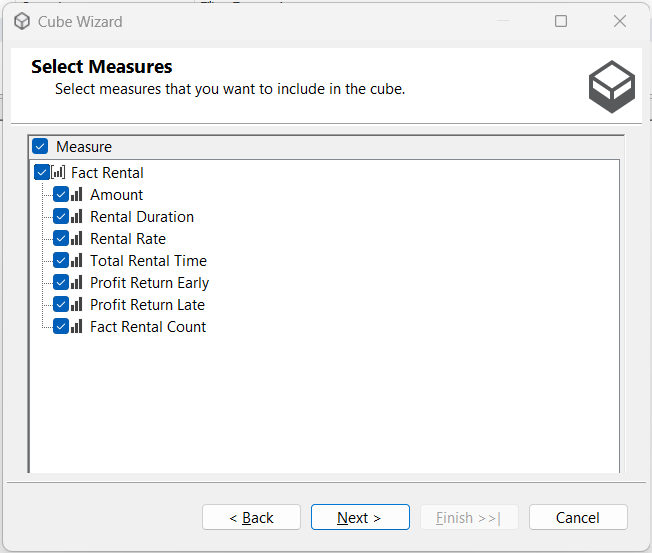 Cube Wizard
Select Measures
Select measures that you want to include in the cube.
Measure
Fact Rental
Amount
Rental Duration
Rental Rate
Total Rental Time
Profit Return Early
Profit Return Late
Fact Rental Count
< Back
Next >
Finish >>|
Cancel